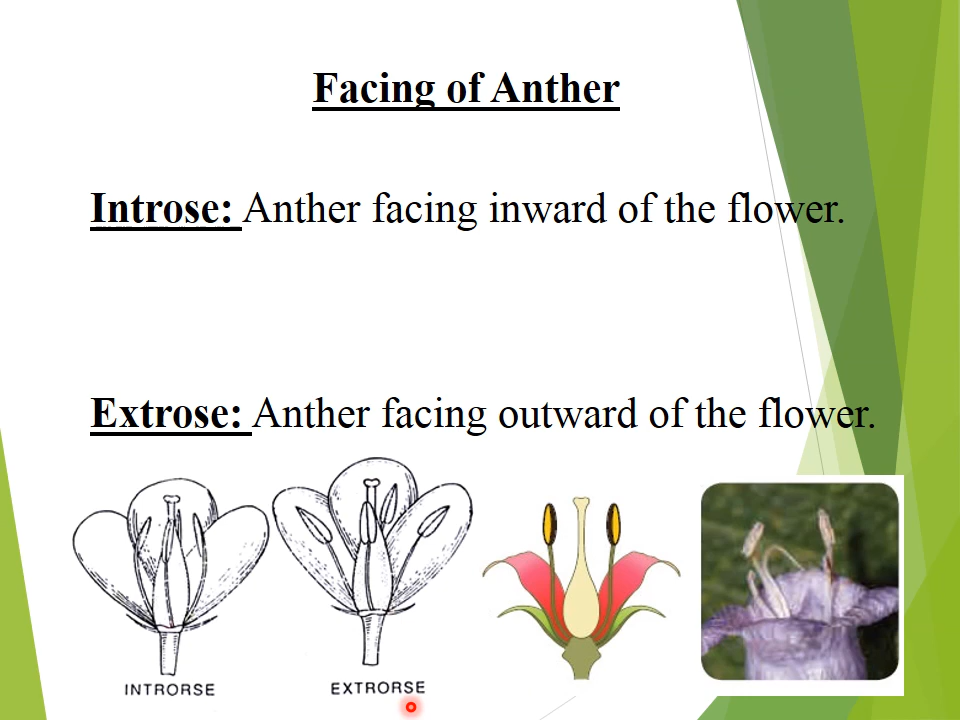 Facing of Anther
Introse: Anther facing inward of the flower.
Extrose: Anther facing outward of the flower.
INTRORSE
EXTRORSE